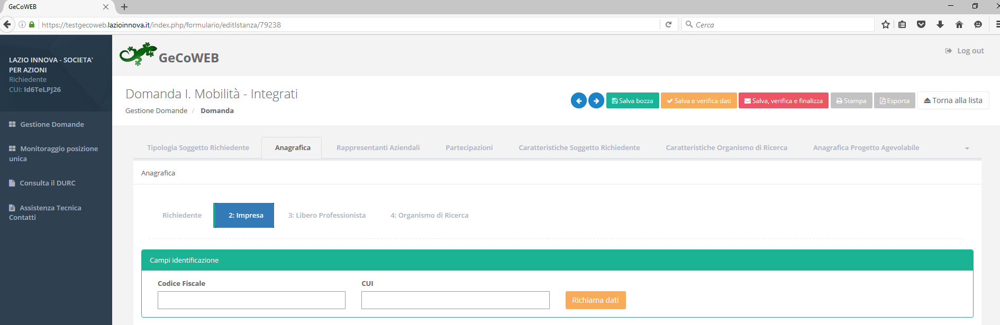 GeCoWEB
https://testgecoweb.lazioinnova.it/index.php/formulario/editIstanza/79238
Cerca
LAZIO INNOVA - SOCIETA'
PER AZIONI
Richiedente
CUI: Id6TeLPJ26
GeCoWEB
Log out
Domanda I. Mobilità - Integrati
Gestione Domande / Domanda
Salva bozza
Salva e verifica dati
Salva, verifica e finalizza
Stampa
Esporta
Torna alla lista
Gestione Domande
Monitoraggio posizione
unica
Consulta il DURC
Assistenza Tecnica
Contatti
Tipologia Soggetto Richiedente
Anagrafica
Rappresentanti Aziendali
Partecipazioni
Caratteristiche Soggetto Richiedente
Caratteristiche Organismo di Ricerca
Anagrafica Progetto Agevolabile
Anagrafica
Richiedente
2: Impresa
3: Libero Professionista
4: Organismo di Ricerca
Campi identificazione
Codice Fiscale
CUI
Richiama dati